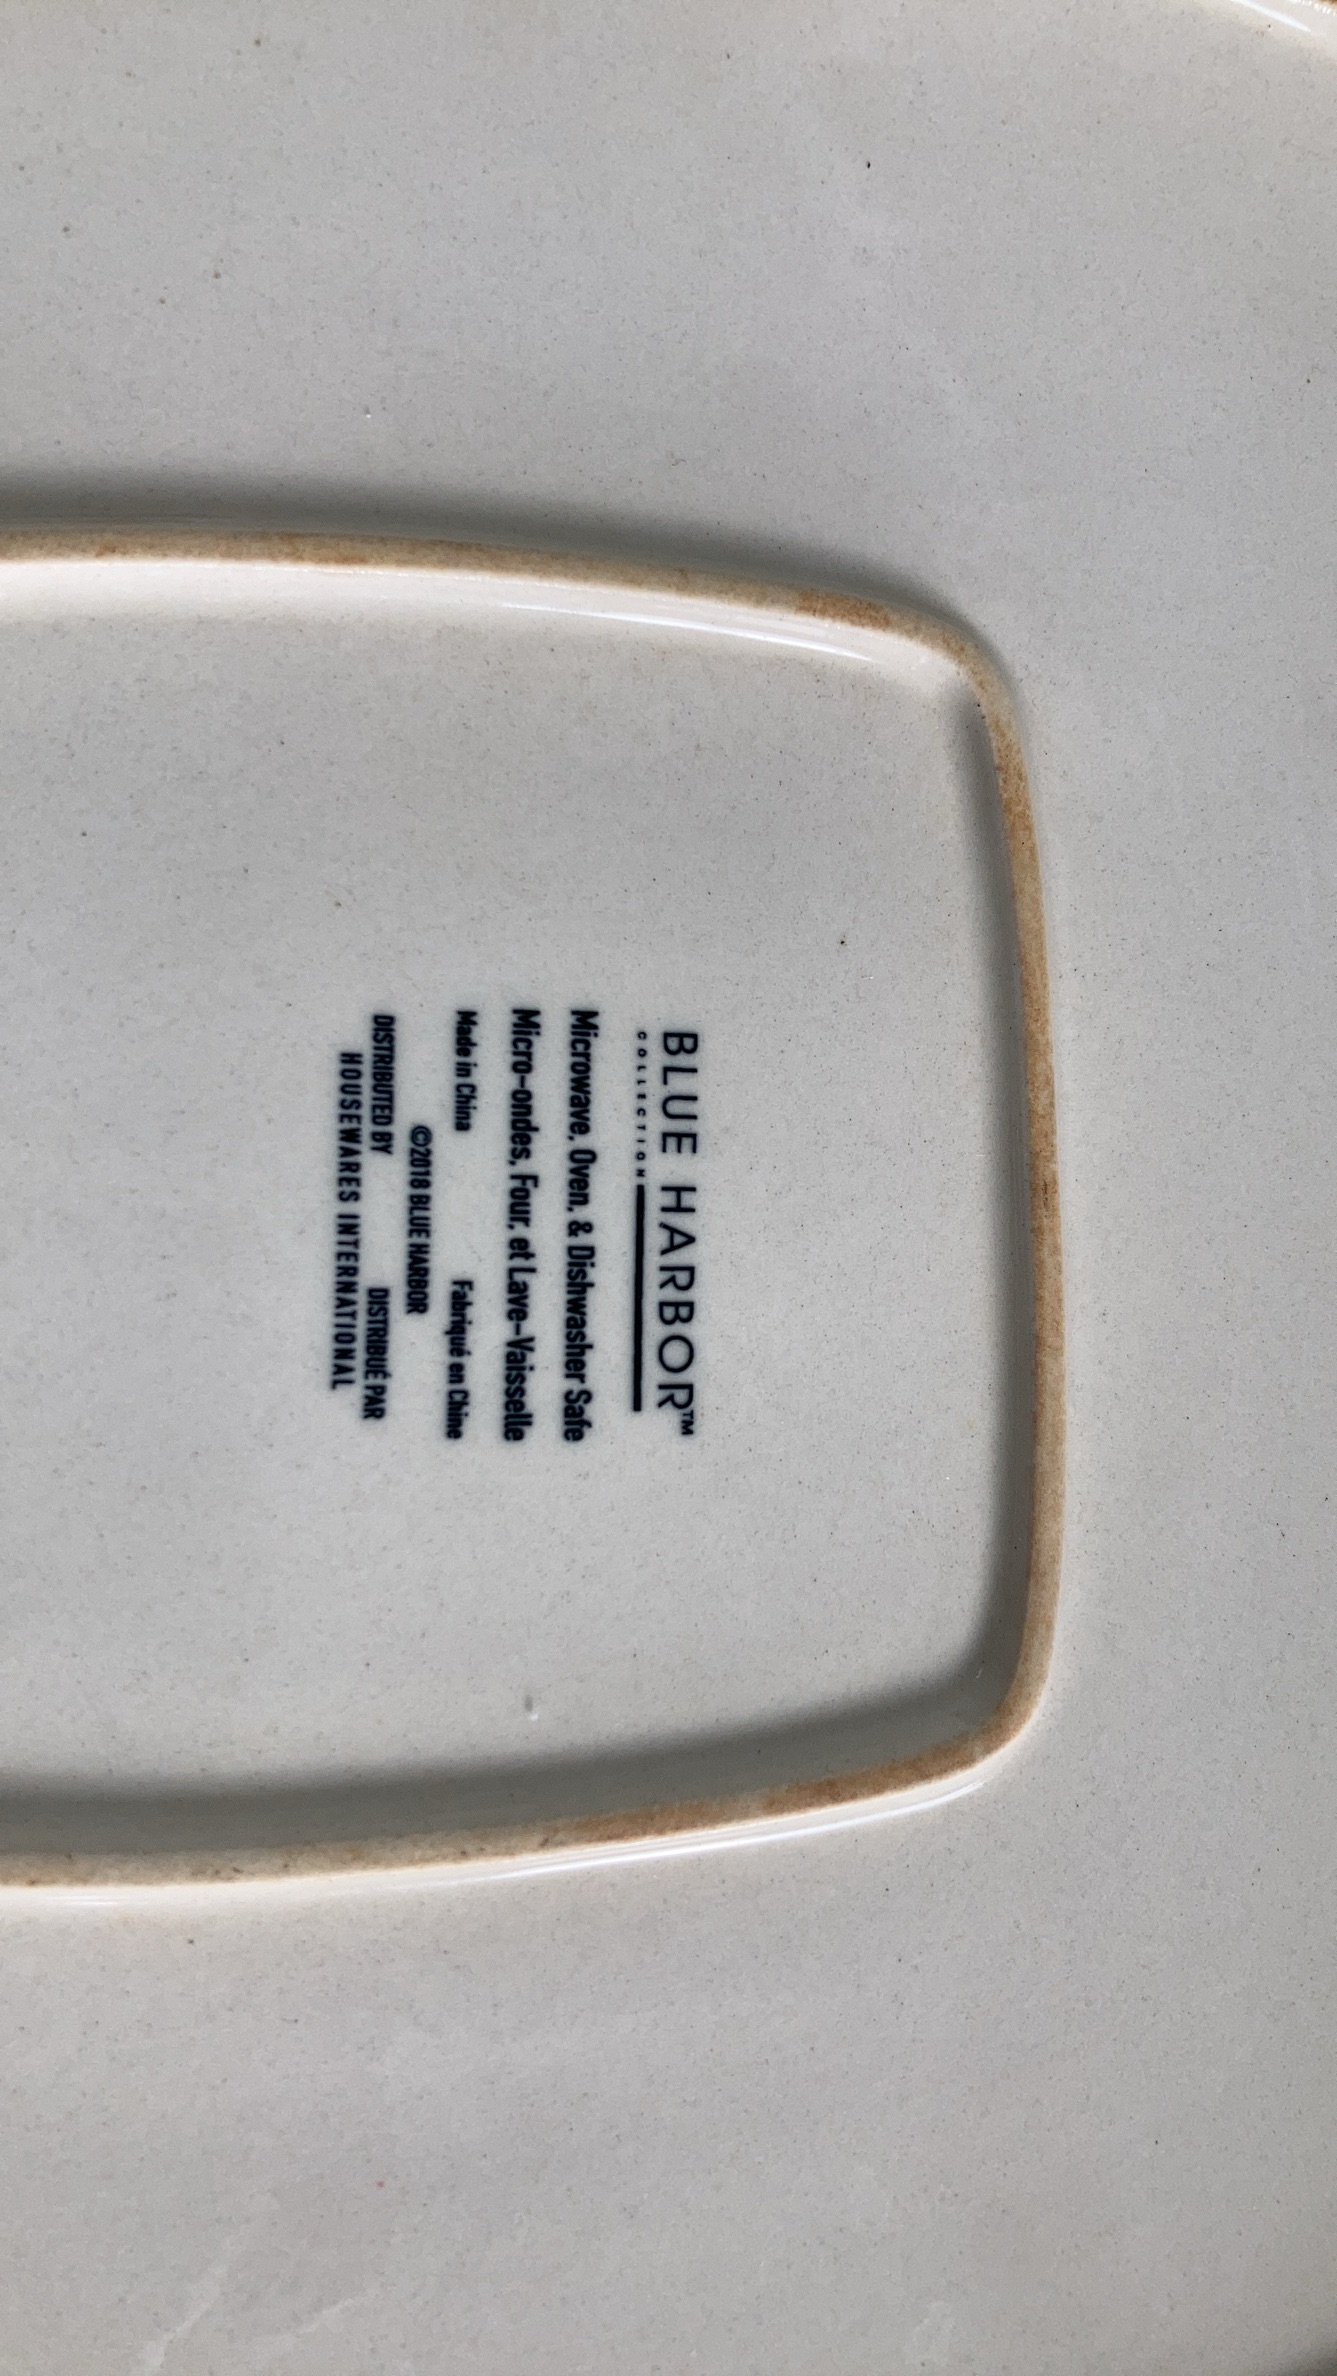 BLUE HARBOR™
COLLECTION
Microwave, Oven, & Dishwasher Safe
Micro-ondes, Four, et Lave-Vaisselle
Made in China Fabriqué en Chine
©2018 BLUE HARBOR
DISTRIBUTED BY DISTRIBUÉ PAR
HOUSEWARES INTERNATIONAL